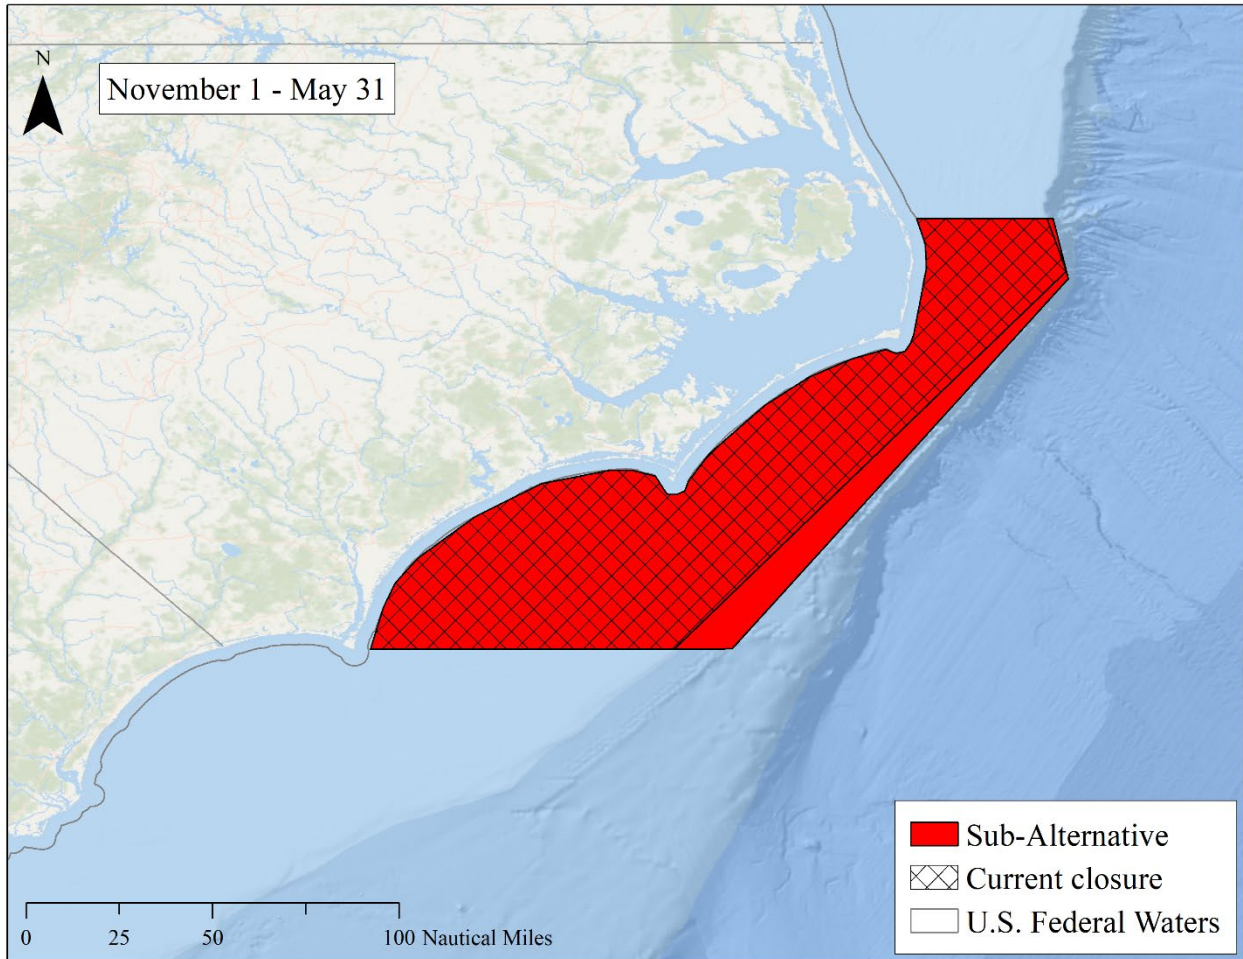 N
November 1 - May 31
Sub-Alternative
Current closure
U.S. Federal Waters
0 25 50 100 Nautical Miles